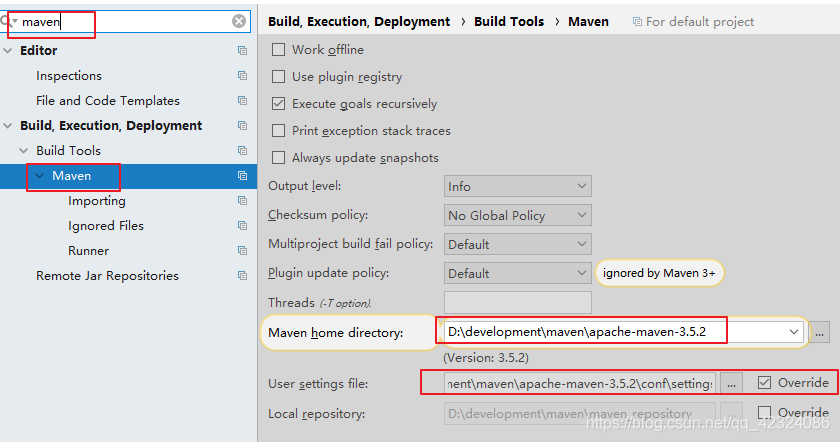 maven
Build, Execution, Deployment › Build Tools › Maven For default project
Editor
Inspections
File and Code Templates
Build, Execution, Deployment
Build Tools
Maven
Importing
Ignored Files
Runner
Remote Jar Repositories
Work offline
Use plugin registry
Execute goals recursively
Print exception stack traces
Always update snapshots
Output level: Info
Checksum policy: No Global Policy
Multiproject build fail policy: Default
Plugin update policy: Default ignored by Maven 3+
Threads (-T option).
Maven home directory: D:\development\maven\apache-maven-3.5.2 ...
(Version: 3.5.2)
User settings file: nent\maven\apache-maven-3.5.2\conf\settings ... Override
Local repository: D:\development\maven\maven_repository ... Override
https://blog.csdn.net/qq_42324086